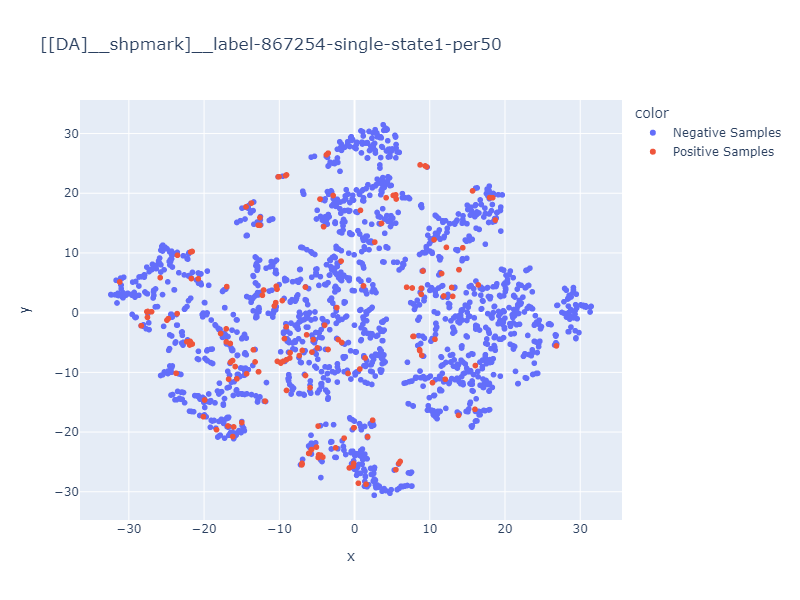 [[DA]__shpmark]__label-867254-single-state1-per50
color
Negative Samples
Positive Samples
30
20
10
0
−10
−20
−30
y
−30
−20
−10
0
10
20
30
x